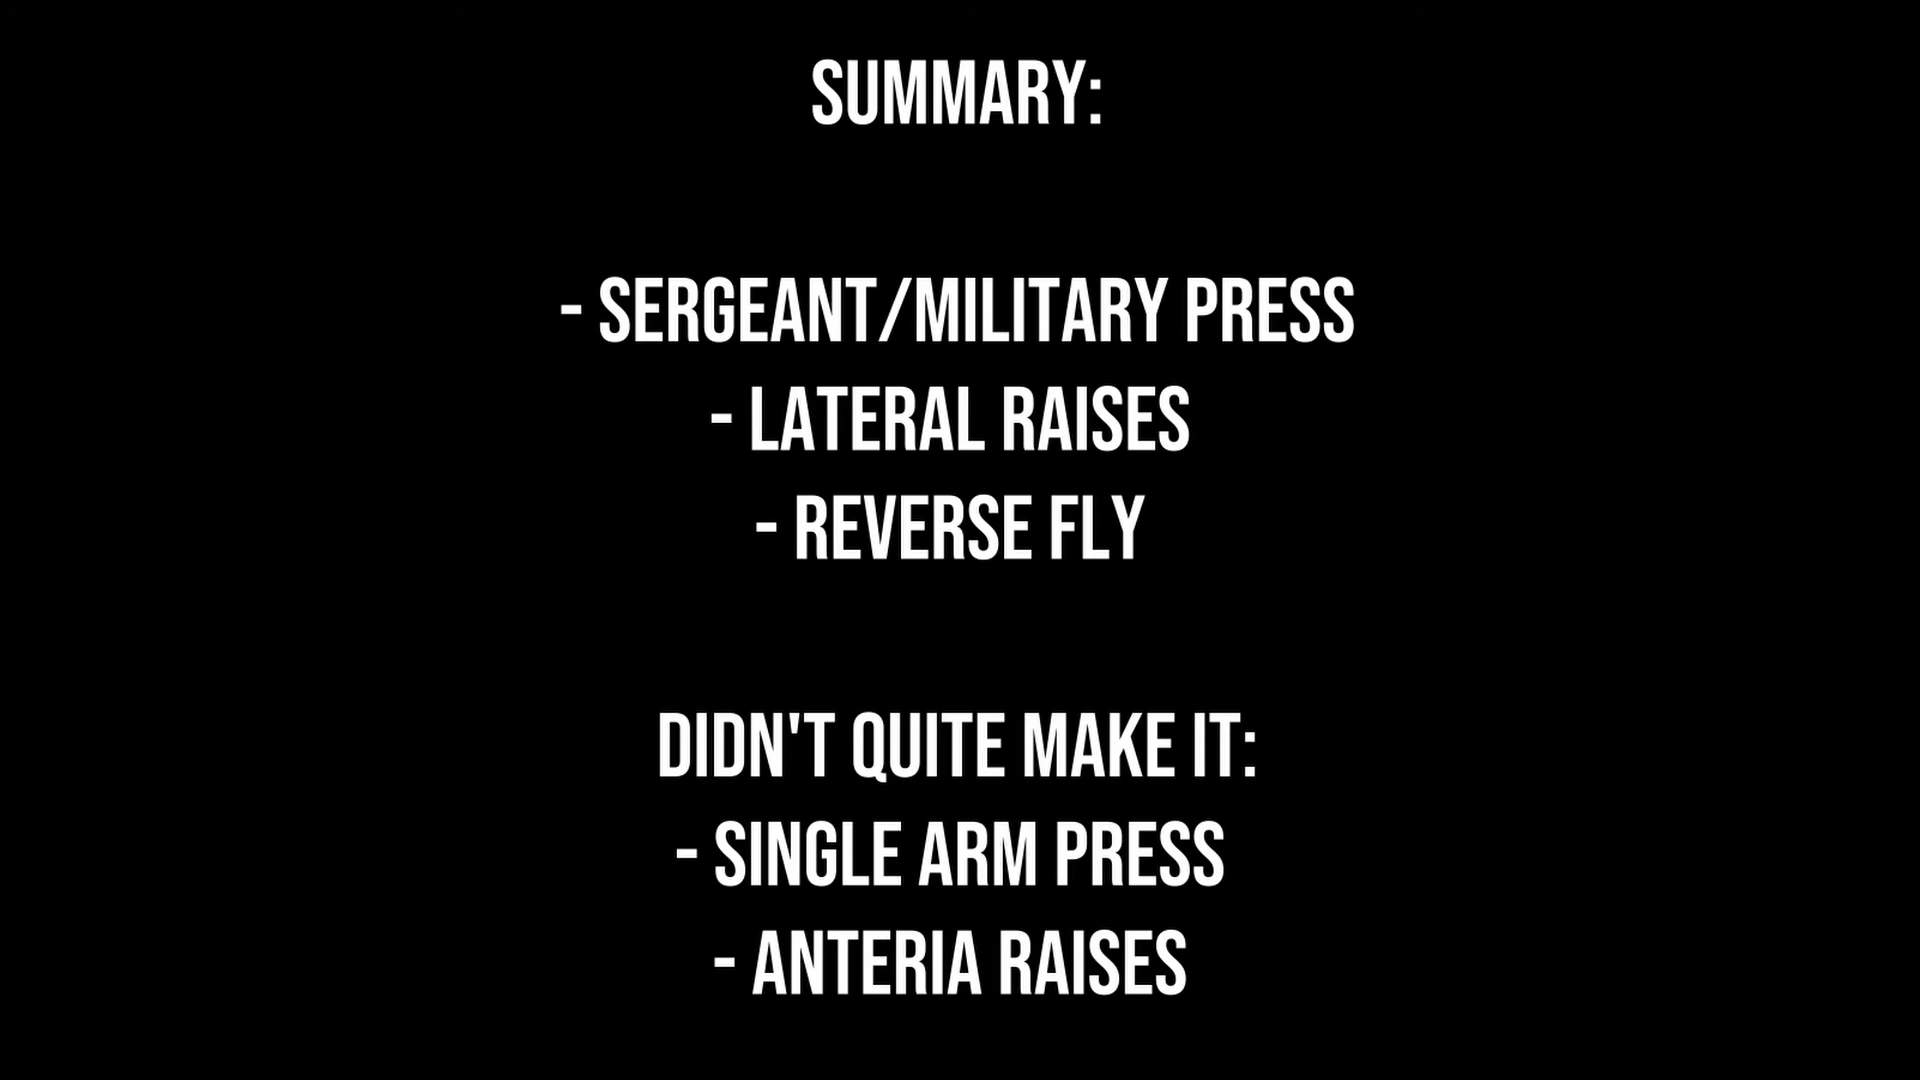 SUMMARY:
- SERGEANT/MILITARY PRESS
- LATERAL RAISES
- REVERSE FLY
DIDN'T QUITE MAKE IT:
- SINGLE ARM PRESS
- ANTERIA RAISES